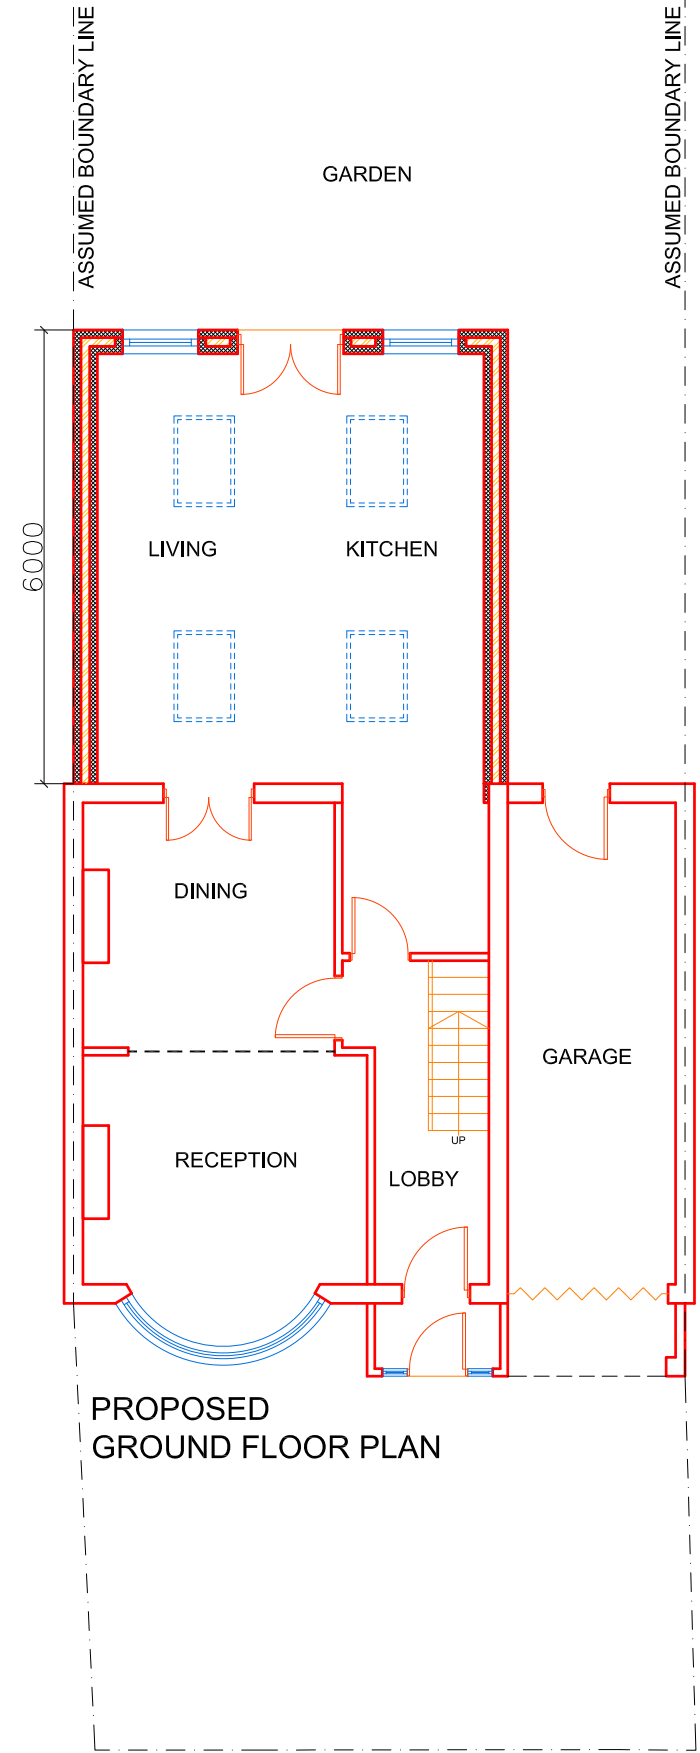 ASSUMED BOUNDARY LINE
ASSUMED BOUNDARY LINE
GARDEN
6000
LIVING
KITCHEN
DINING
GARAGE
UP
RECEPTION
LOBBY
PROPOSED
GROUND FLOOR PLAN